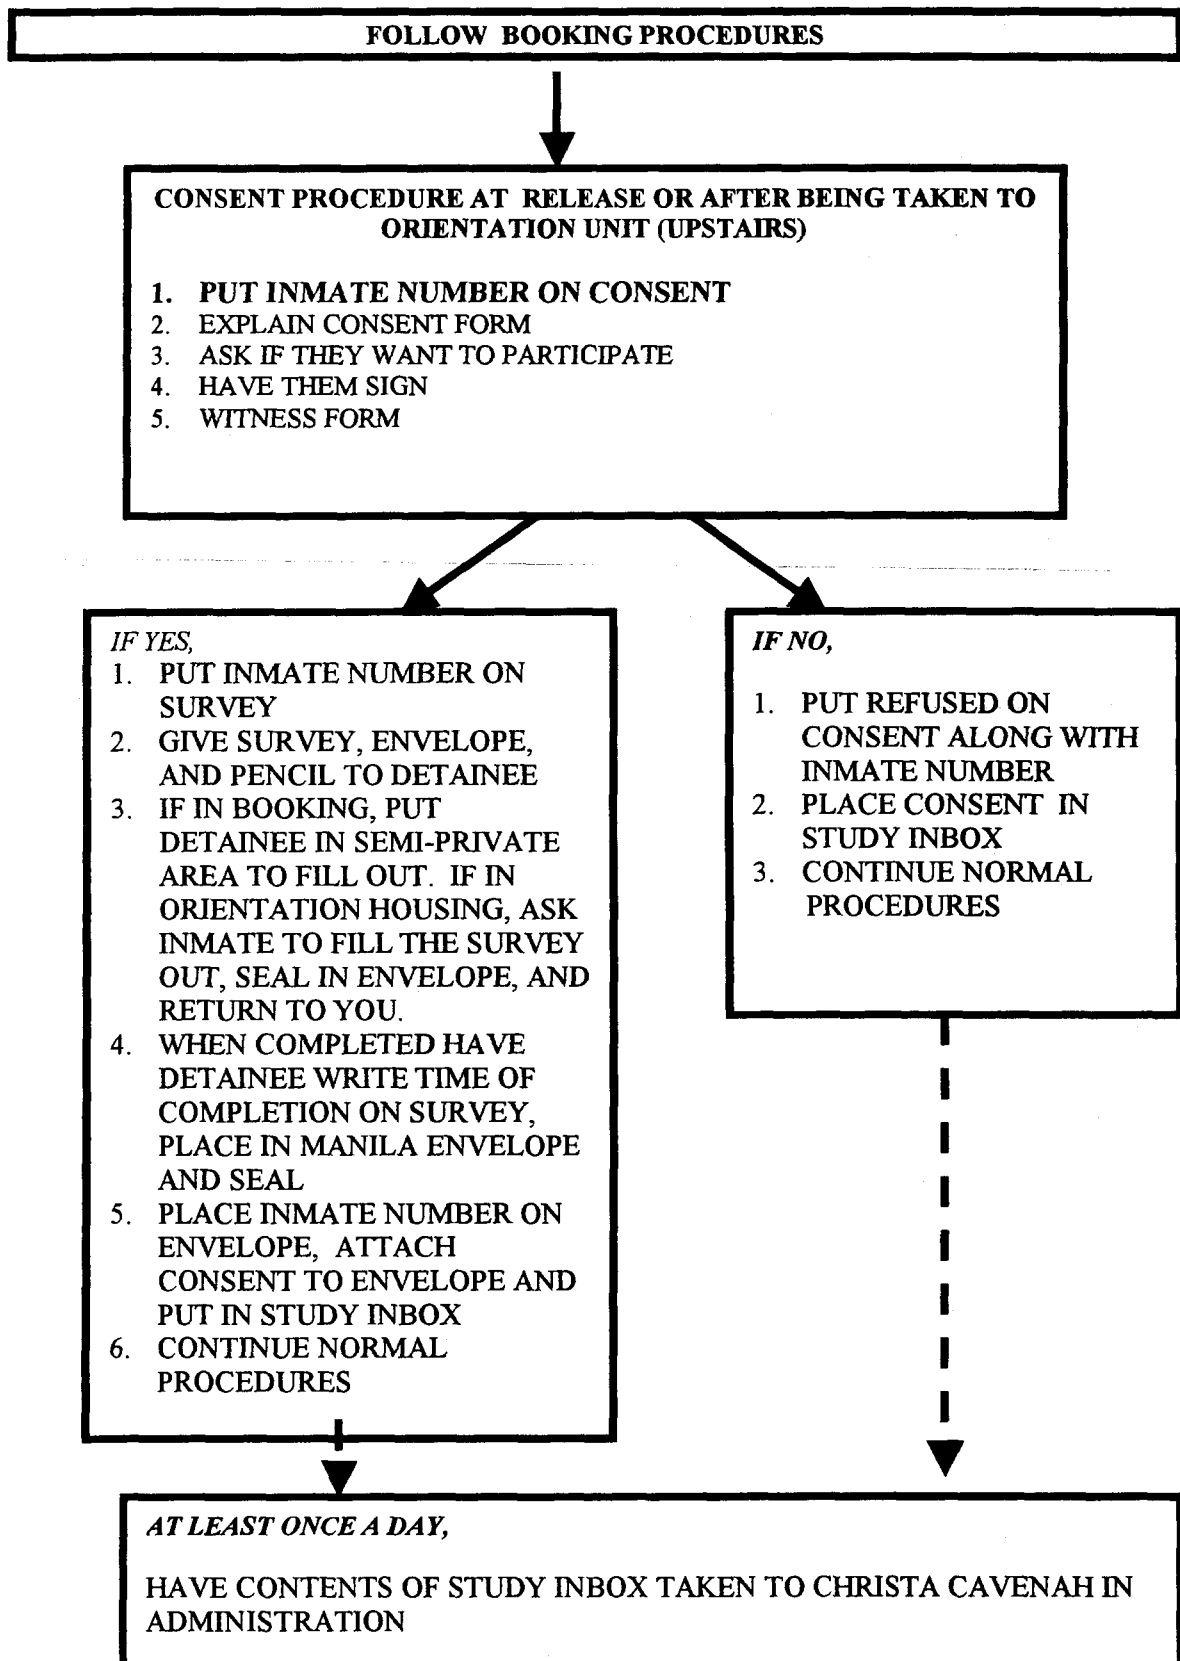 FOLLOW BOOKING PROCEDURES
CONSENT PROCEDURE AT RELEASE OR AFTER BEING TAKEN TO
ORIENTATION UNIT (UPSTAIRS)
1. PUT INMATE NUMBER ON CONSENT
2. EXPLAIN CONSENT FORM
3. ASK IF THEY WANT TO PARTICIPATE
4. HAVE THEM SIGN
5. WITNESS FORM
IF YES,
1. PUT INMATE NUMBER ON
SURVEY
2. GIVE SURVEY, ENVELOPE,
AND PENCIL TO DETAINEE
3. IF IN BOOKING, PUT
DETAINEE IN SEMI-PRIVATE
AREA TO FILL OUT. IF IN
ORIENTATION HOUSING, ASK
INMATE TO FILL THE SURVEY
OUT, SEAL IN ENVELOPE, AND
RETURN TO YOU.
4. WHEN COMPLETED HAVE
DETAINEE WRITE TIME OF
COMPLETION ON SURVEY,
PLACE IN MANILA ENVELOPE
AND SEAL
5. PLACE INMATE NUMBER ON
ENVELOPE, ATTACH
CONSENT TO ENVELOPE AND
PUT IN STUDY INBOX
6. CONTINUE NORMAL
PROCEDURES
IF NO,
1. PUT REFUSED ON
CONSENT ALONG WITH
INMATE NUMBER
2. PLACE CONSENT IN
STUDY INBOX
3. CONTINUE NORMAL
PROCEDURES
AT LEAST ONCE A DAY,
HAVE CONTENTS OF STUDY INBOX TAKEN TO CHRISTA CAVENAH IN
ADMINISTRATION